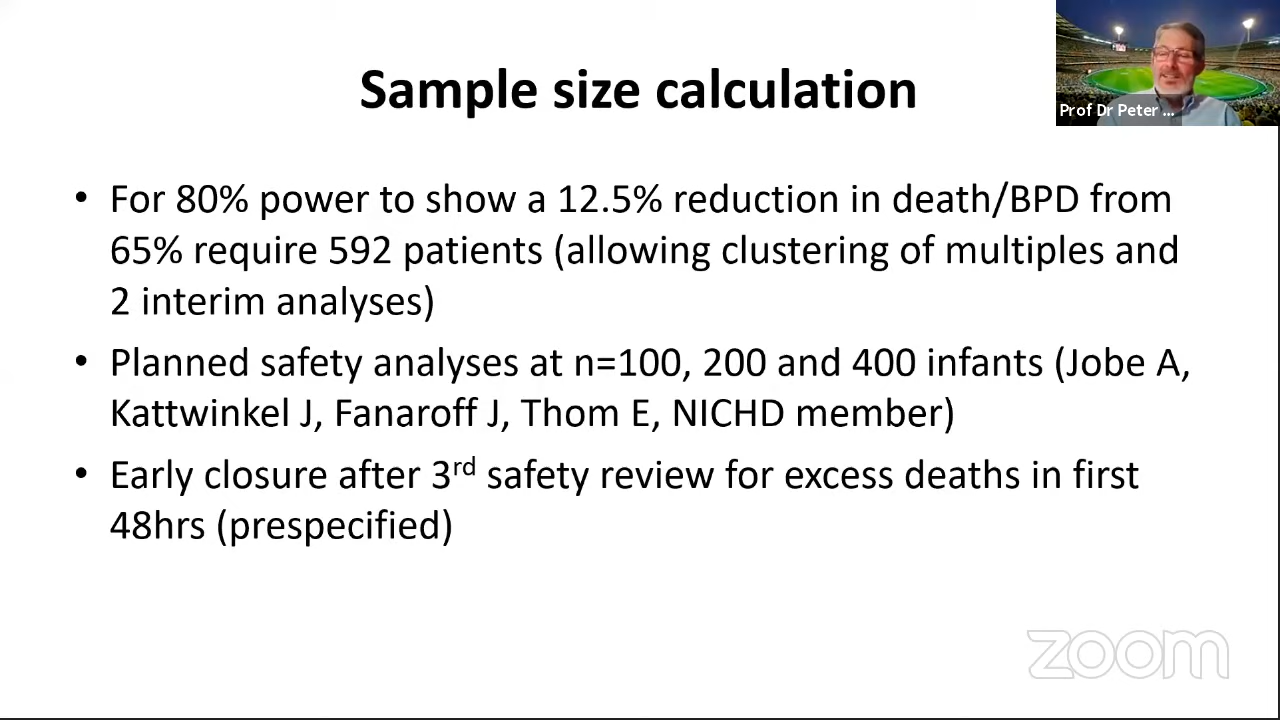 Sample size calculation
Prof Dr Peter ...
• For 80% power to show a 12.5% reduction in death/BPD from
65% require 592 patients (allowing clustering of multiples and
2 interim analyses)
• Planned safety analyses at n=100, 200 and 400 infants (Jobe A,
Kattwinkel J, Fanaroff J, Thom E, NICHD member)
• Early closure after 3rd safety review for excess deaths in first
48hrs (prespecified)
zoom